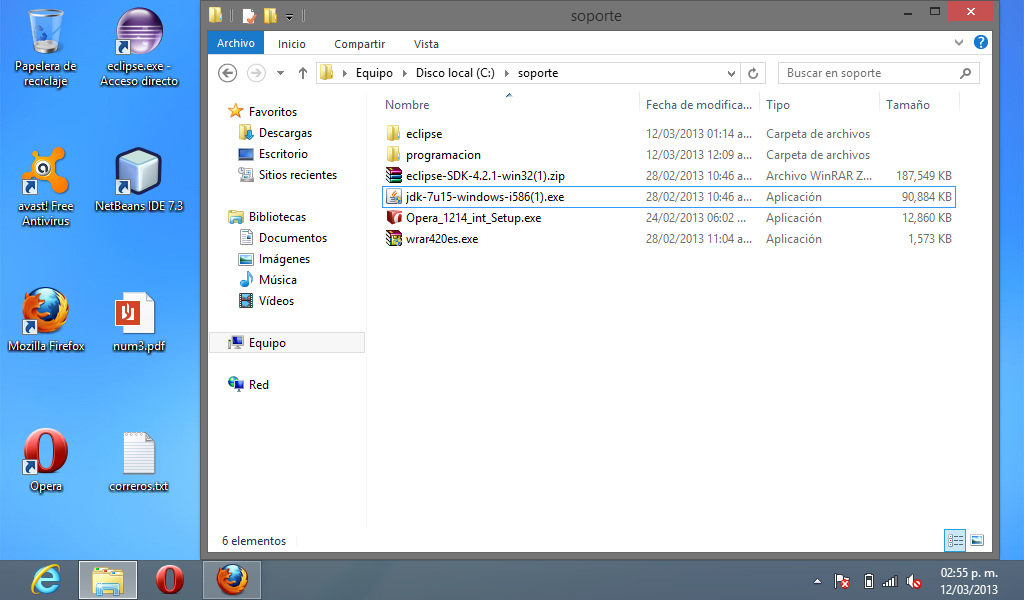 Papelera de
reciclaje
eclipse.exe -
Acceso directo
avast! Free
Antivirus
NetBeans IDE 7.3
Mozilla Firefox
num3.pdf
Opera
correros.txt
soporte
Archivo
Inicio
Compartir
Vista
Equipo
Disco local (C:)
soporte
Buscar en soporte
Favoritos
Descargas
Escritorio
Sitios recientes
Bibliotecas
Documentos
Imágenes
Música
Vídeos
Equipo
Red
Nombre Fecha de modifica... Tipo Tamaño
eclipse 12/03/2013 01:14 a... Carpeta de archivos
programacion 12/03/2013 12:09 a... Carpeta de archivos
eclipse-SDK-4.2.1-win32(1).zip 28/02/2013 10:46 a... Archivo WinRAR Z... 187,549 KB
jdk-7u15-windows-i586(1).exe 28/02/2013 10:46 a... Aplicación 90,884 KB
Opera_1214_int_Setup.exe 24/02/2013 06:02 ... Aplicación 12,860 KB
wrar420es.exe 28/02/2013 11:04 a... Aplicación 1,573 KB
6 elementos
02:55 p. m.
12/03/2013